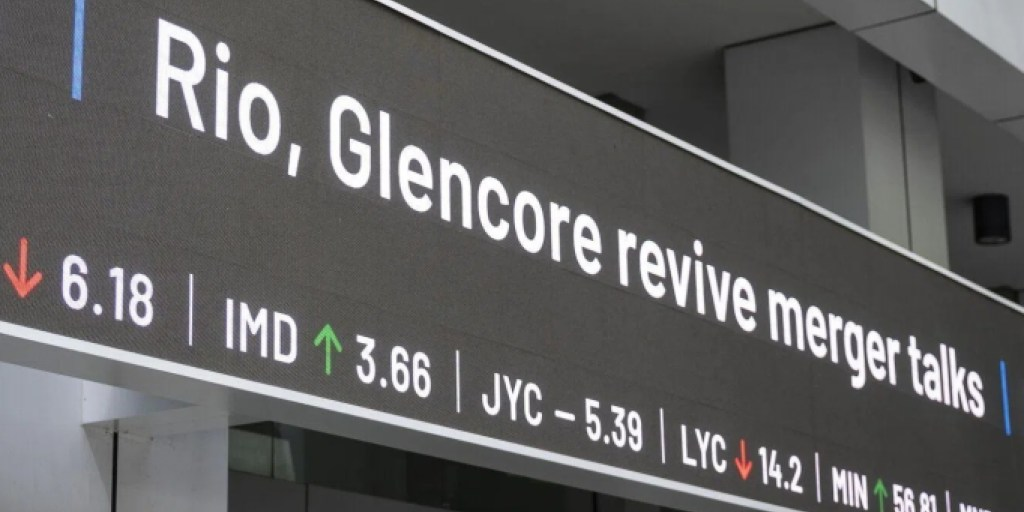 Rio, Glencore revive merger talks
↓ 6.18 | IMD ↑ 3.66 | JYC – 5.39 | LYC ↓ 14.2 | MIN ↑ 56.81 |